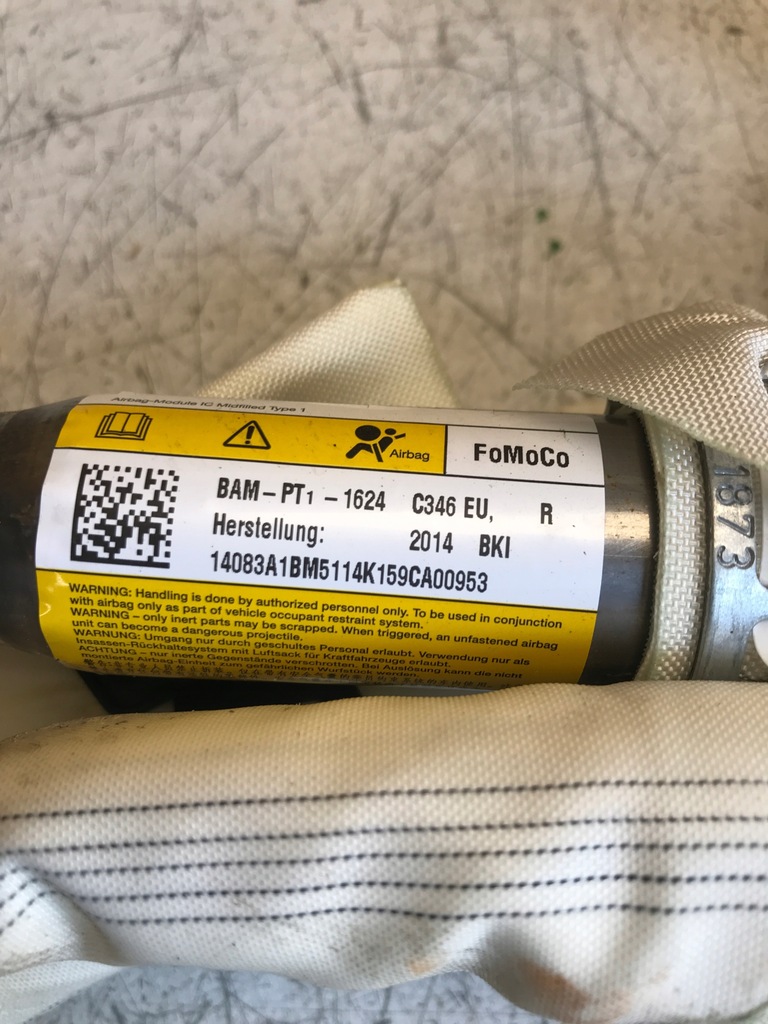 Airbag-Module IC Midfilled Type 1
Airbag
FoMoCo
BAM-PT1 - 1624 C346 EU, R
Herstellung: 2014 BKI
14083A1BM5114K159CA00953
WARNING: Handling is done by authorized personnel only. To be used in conjunction
with airbag only as part of vehicle occupant restraint system.
WARNING – only inert parts may be scrapped. When triggered, an unfastened airbag
unit can become a dangerous projectile.
WARNUNG: Umgang nur durch geschultes Personal erlaubt. Verwendung nur als
Insassen-Rückhaltesystem mit Luftsack für Kraftfahrzeuge erlaubt.
ACHTUNG – nur inerte Gegenstände verschrotten. Bei Auslösung kann die nicht
montierte Airbag-Einheit zum gefährlichen Wurfstück werden.
1873